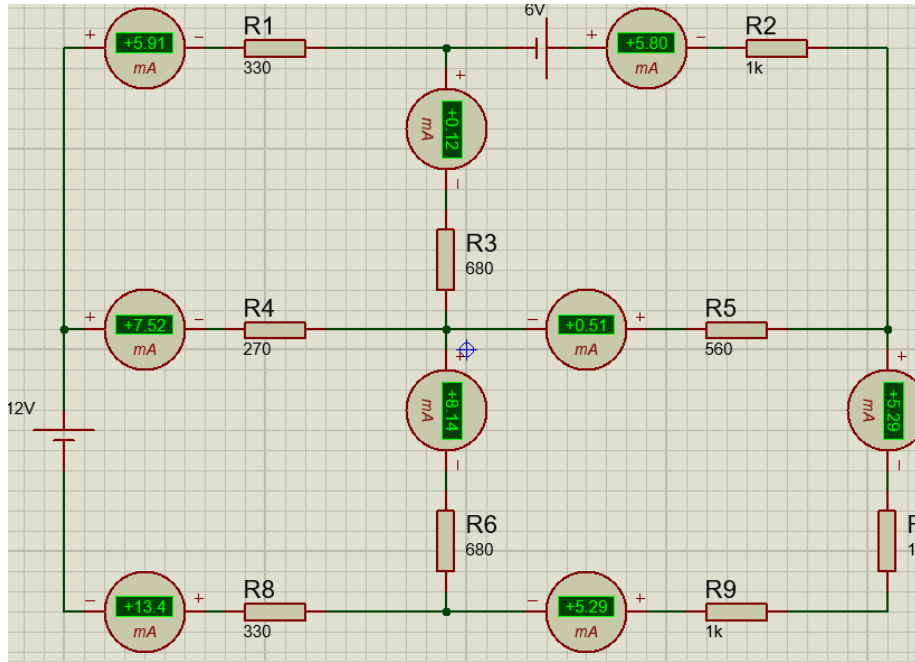 6V
+5.91 mA
R1
330
+5.80 mA
R2
1k
+0.12 mA
R3
680
+7.52 mA
R4
270
+0.51 mA
R5
560
12V
+8.14 mA
+5.29 mA
R6
680
+13.4 mA
R8
330
+5.29 mA
R9
1k